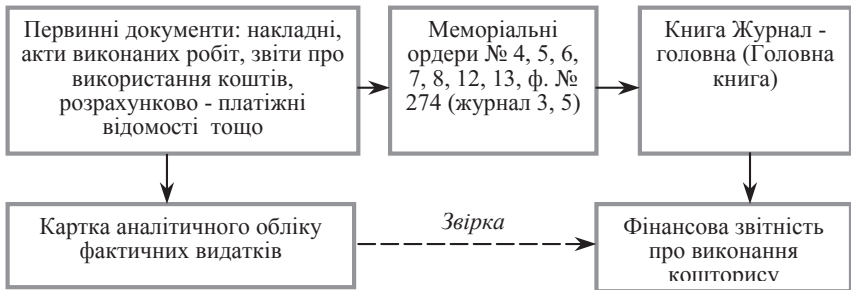 Первинні документи: накладні,
акти виконаних робіт, звіти про
використання коштів,
розрахунково - платіжні
відомості  тощо
Меморіальні
ордери № 4, 5, 6,
7, 8, 12, 13, ф. №
274 (журнал 3, 5)
Книга Журнал -
головна (Головна
книга)
Картка аналітичного обліку
фактичних видатків
Звірка
Фінансова звітність
про виконання
кошторису